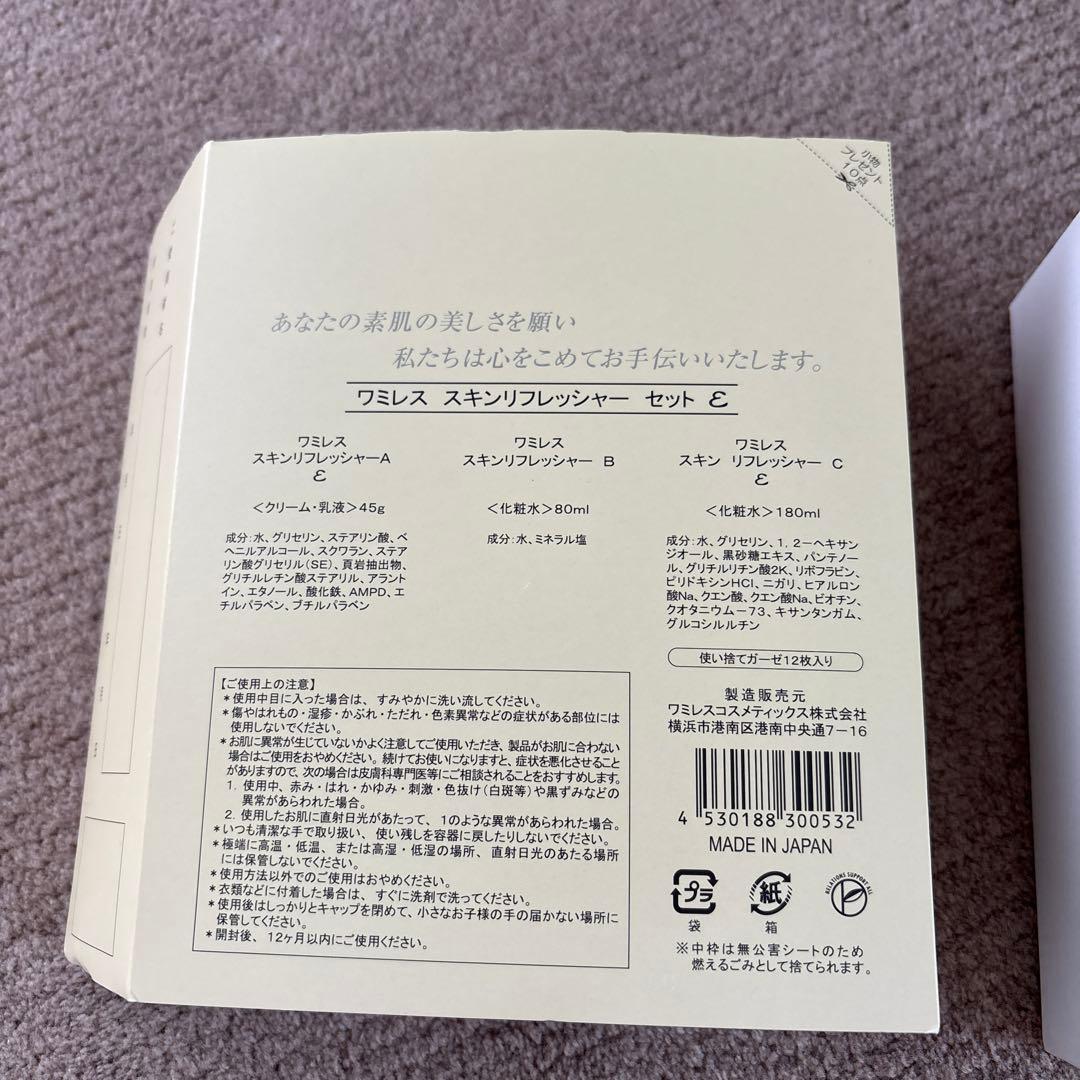 小物
プレゼント
10点
あなたの素肌の美しさを願い
私たちは心をこめてお手伝いいたします。
ワミレス スキンリフレッシャー セット ε
ワミレス
スキンリフレッシャーA
ε
<クリーム・乳液>45g
成分:水、グリセリン、ステアリン酸、ベ
ヘニルアルコール、スクワラン、ステア
リン酸グリセリル(SE)、頁岩抽出物、
グリチルレチン酸ステアリル、アラント
イン、エタノール、酸化鉄、AMPD、エ
チルパラベン、ブチルパラベン
ワミレス
スキンリフレッシャー B
<化粧水>80ml
成分:水、ミネラル塩
ワミレス
スキン リフレッシャー C
ε
<化粧水>180ml
成分:水、グリセリン、1,2-ヘキサン
ジオール、黒砂糖エキス、パンテノー
ル、グリチルリチン酸2K、リボフラビン、
ピリドキシンHCl、ニガリ、ヒアルロン
酸Na、クエン酸、クエン酸Na、ビオチン、
クオタニウム-73、キサンタンガム、
グルコシルルチン
使い捨てガーゼ12枚入り
【ご使用上の注意】
*使用中目に入った場合は、すみやかに洗い流してください。
*傷やはれもの・湿疹・かぶれ・ただれ・色素異常などの症状がある部位には
使用しないでください。
*お肌に異常が生じていないかよく注意してご使用いただき、製品がお肌に合わない
場合はご使用をおやめください。続けてお使いになりますと、症状を悪化させること
がありますので、次の場合は皮膚科専門医等にご相談されることをおすすめします。
1. 使用中、赤み・はれ・かゆみ・刺激・色抜け(白斑等)や黒ずみなどの
異常があらわれた場合。
2. 使用したお肌に直射日光があたって、1のような異常があらわれた場合。
*いつも清潔な手で取り扱い、使い残しを容器に戻したりしないでください。
*極端に高温・低温、または高湿・低湿の場所、直射日光のあたる場所
には保管しないでください。
*使用方法以外でのご使用はおやめください。
*衣類などに付着した場合は、すぐに洗剤で洗ってください。
*使用後はしっかりとキャップを閉めて、小さなお子様の手の届かない場所に
保管してください。
*開封後、12ヶ月以内にご使用ください。
製造販売元
ワミレスコスメティックス株式会社
横浜市港南区港南中央通7-16
4 530188 300532
MADE IN JAPAN
プラ
袋
紙
箱
RELATIONS SUPPORT ALL
※中枠は無公害シートのため
燃えるごみとして捨てられます。